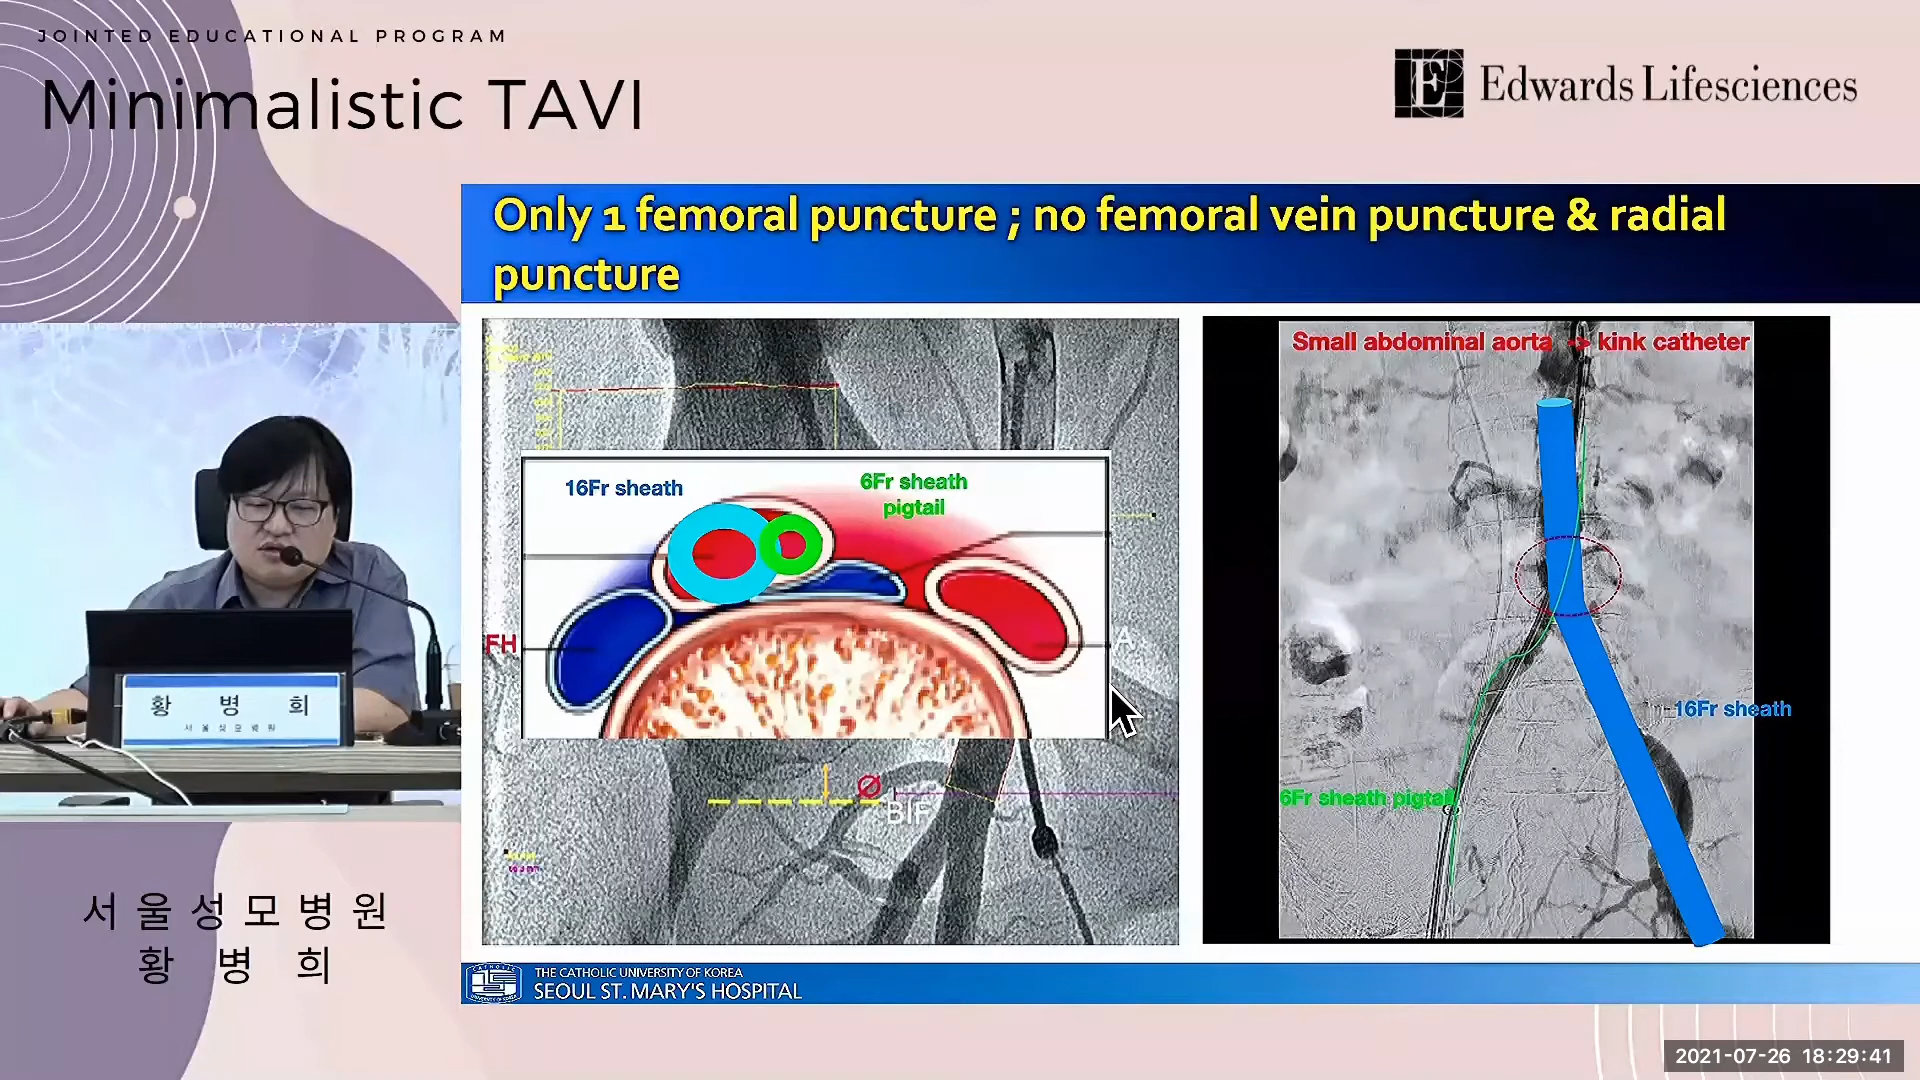 JOINTED EDUCATIONAL PROGRAM
Minimalistic TAVI
Edwards Lifesciences
Only 1 femoral puncture ; no femoral vein puncture & radial
puncture
16Fr sheath
6Fr sheath
pigtail
FH
A
BIF
Small abdominal aorta -> kink catheter
16Fr sheath
6Fr sheath pigtail
황 병 희
서울성모병원
서울성모병원
황 병 희
THE CATHOLIC UNIVERSITY OF KOREA
SEOUL ST. MARY'S HOSPITAL
2021-07-26 18:29:41